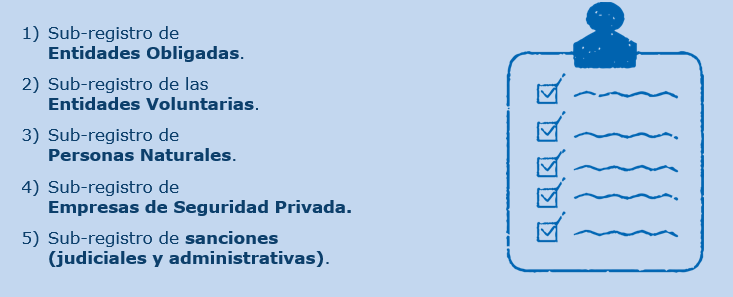 1) Sub-registro de
Entidades Obligadas.
2) Sub-registro de las
Entidades Voluntarias.
3) Sub-registro de
Personas Naturales.
4) Sub-registro de
Empresas de Seguridad Privada.
5) Sub-registro de sanciones
(judiciales y administrativas).